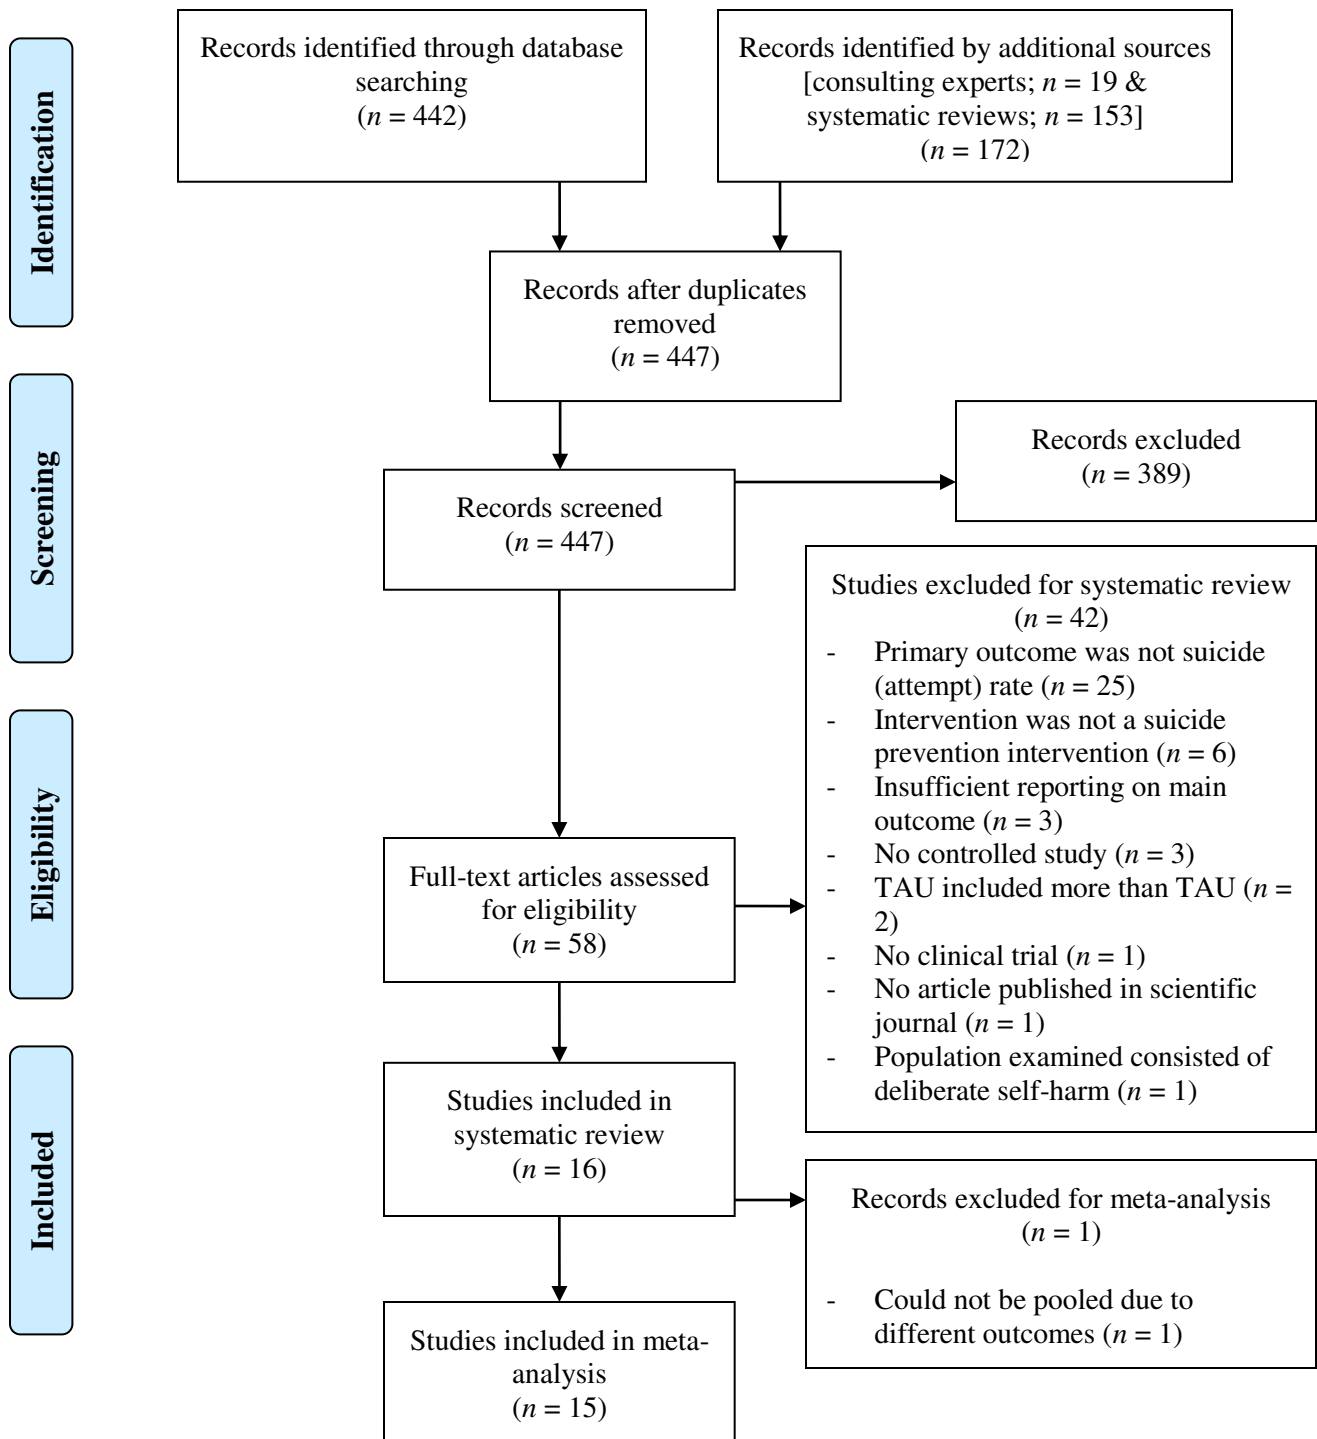 Identification
Records identified through database
searching
(n = 442)
Records identified by additional sources
[consulting experts; n = 19 &
systematic reviews; n = 153]
(n = 172)
Records after duplicates
removed
(n = 447)
Screening
Records screened
(n = 447)
Records excluded
(n = 389)
Eligibility
Full-text articles assessed
for eligibility
(n = 58)
Studies excluded for systematic review
(n = 42)
- Primary outcome was not suicide
(attempt) rate (n = 25)
- Intervention was not a suicide
prevention intervention (n = 6)
- Insufficient reporting on main
outcome (n = 3)
- No controlled study (n = 3)
- TAU included more than TAU (n =
2)
- No clinical trial (n = 1)
- No article published in scientific
journal (n = 1)
- Population examined consisted of
deliberate self-harm (n = 1)
Included
Studies included in
systematic review
(n = 16)
Records excluded for meta-analysis
(n = 1)
- Could not be pooled due to
different outcomes (n = 1)
Studies included in meta-
analysis
(n = 15)